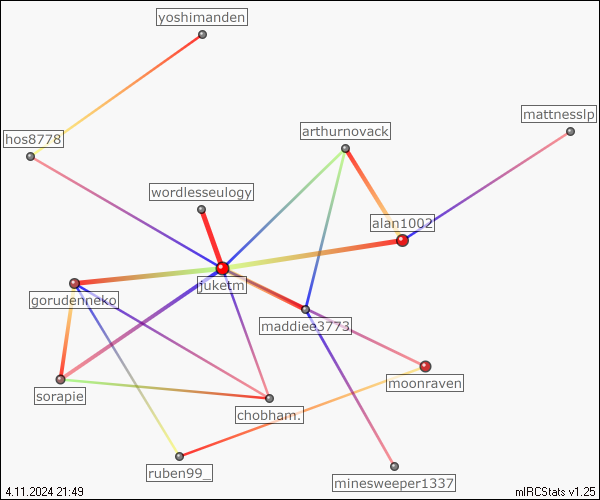 yoshimanden
mattnesslp
arthurnovack
hos8778
wordlesseulogy
alan1002
juketm
gorudenneko
maddiee3773
moonraven
sorapie
chobham.
ruben99_
minesweeper1337
4.11.2024 21:49
mIRCStats v1.25